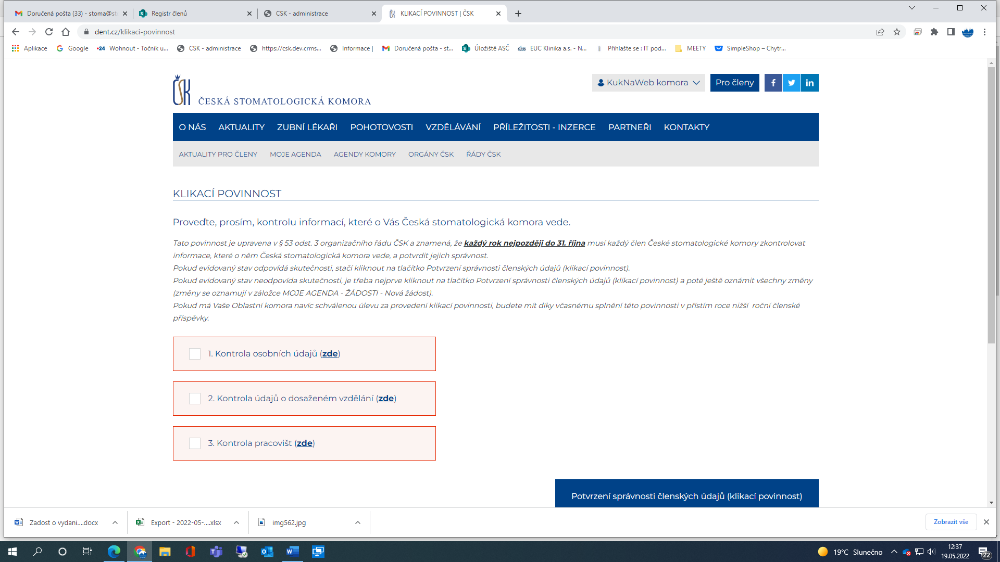 Doručená pošta (33) - stoma@sto
Registr členů
CSK - administrace
KLIKACÍ POVINNOST | ČSK
dent.cz/klikaci-povinnost
Aplikace
Google
Wohnout - Točník u...
CSK - administrace
https://csk.dev.crms...
Informace |
Doručená pošta - st...
Úložiště ASČ
EUC Klinika a.s. - N...
Přihlašte se : IT pod...
MEETY
SimpleShop – Chytr...
ČSK ČESKÁ STOMATOLOGICKÁ KOMORA
KukNaWeb komora
Pro členy
O NÁS AKTUALITY ZUBNÍ LÉKAŘI POHOTOVOSTI VZDĚLÁVÁNÍ PŘÍLEŽITOSTI - INZERCE PARTNEŘI KONTAKTY
AKTUALITY PRO ČLENY MOJE AGENDA AGENDY KOMORY ORGÁNY ČSK ŘÁDY ČSK
KLIKACÍ POVINNOST
Proveďte, prosím, kontrolu informací, které o Vás Česká stomatologická komora vede.
Tato povinnost je upravena v § 53 odst. 3 organizačního řádu ČSK a znamená, že každý rok nejpozději do 31. října musí každý člen České stomatologické komory zkontrolovat
informace, které o něm Česká stomatologická komora vede, a potvrdit jejich správnost.
Pokud evidovaný stav odpovídá skutečnosti, stačí kliknout na tlačítko Potvrzení správnosti členských údajů (klikací povinnost).
Pokud evidovaný stav neodpovída skutečnosti, je třeba nejprve kliknout na tlačítko Potvrzení správnosti členských údajů (klikací povinnost) a poté ještě oznámit všechny změny
(změny se oznamují v záložce MOJE AGENDA - ŽÁDOSTI - Nová žádost).
Pokud má Vaše Oblastní komora navíc schválenou úlevu za provedení klikací povinnosti, budete mít díky včasnému splnění této povinnosti v příštím roce nižší roční členské
příspěvky.
1. Kontrola osobních údajů (zde)
2. Kontrola údajů o dosaženém vzdělání (zde)
3. Kontrola pracovišt (zde)
Potvrzení správnosti členských údajů (klikací povinnost)
Zadost o vydani....docx
Export - 2022-05-....xlsx
img562.jpg
Zobrazit vše
19°C Slunečno
12:37
19.05.2022
22